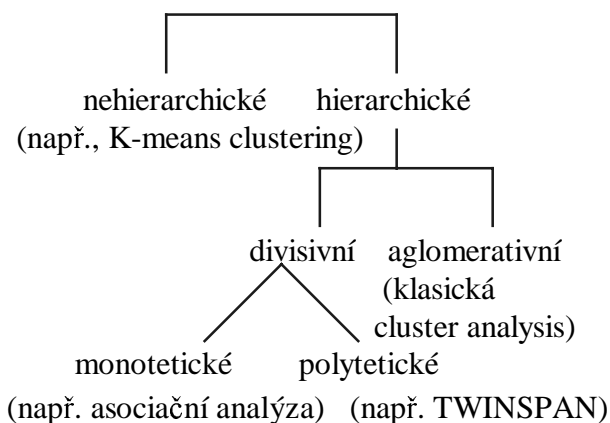 nehierarchické hierarchické
(např., K-means clustering)
divisivní aglomerativní
(klasická
cluster analysis)
monotetické polytetické
(např. asociační analýza) (např. TWINSPAN)